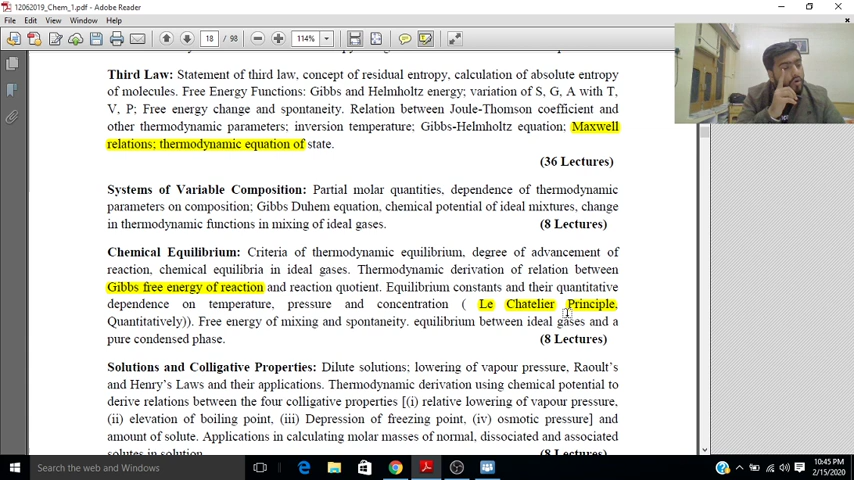 12062019_Chem_1.pdf - Adobe Reader
File Edit View Window Help
18 / 98 114%
Third Law: Statement of third law, concept of residual entropy, calculation of absolute entropy
of molecules. Free Energy Functions: Gibbs and Helmholtz energy; variation of S, G, A with T,
V, P; Free energy change and spontaneity. Relation between Joule-Thomson coefficient and
other thermodynamic parameters; inversion temperature; Gibbs-Helmholtz equation; Maxwell
relations; thermodynamic equation of state.
(36 Lectures)
Systems of Variable Composition: Partial molar quantities, dependence of thermodynamic
parameters on composition; Gibbs Duhem equation, chemical potential of ideal mixtures, change
in thermodynamic functions in mixing of ideal gases. (8 Lectures)
Chemical Equilibrium: Criteria of thermodynamic equilibrium, degree of advancement of
reaction, chemical equilibria in ideal gases. Thermodynamic derivation of relation between
Gibbs free energy of reaction and reaction quotient. Equilibrium constants and their quantitative
dependence on temperature, pressure and concentration ( Le Chatelier Principle,
Quantitatively)). Free energy of mixing and spontaneity. equilibrium between ideal gases and a
pure condensed phase. (8 Lectures)
Solutions and Colligative Properties: Dilute solutions; lowering of vapour pressure, Raoult's
and Henry's Laws and their applications. Thermodynamic derivation using chemical potential to
derive relations between the four colligative properties [(i) relative lowering of vapour pressure,
(ii) elevation of boiling point, (iii) Depression of freezing point, (iv) osmotic pressure] and
amount of solute. Applications in calculating molar masses of normal, dissociated and associated
solutes in solution. (8 Lectures)
Search the web and Windows
10:45 PM
2/15/2020